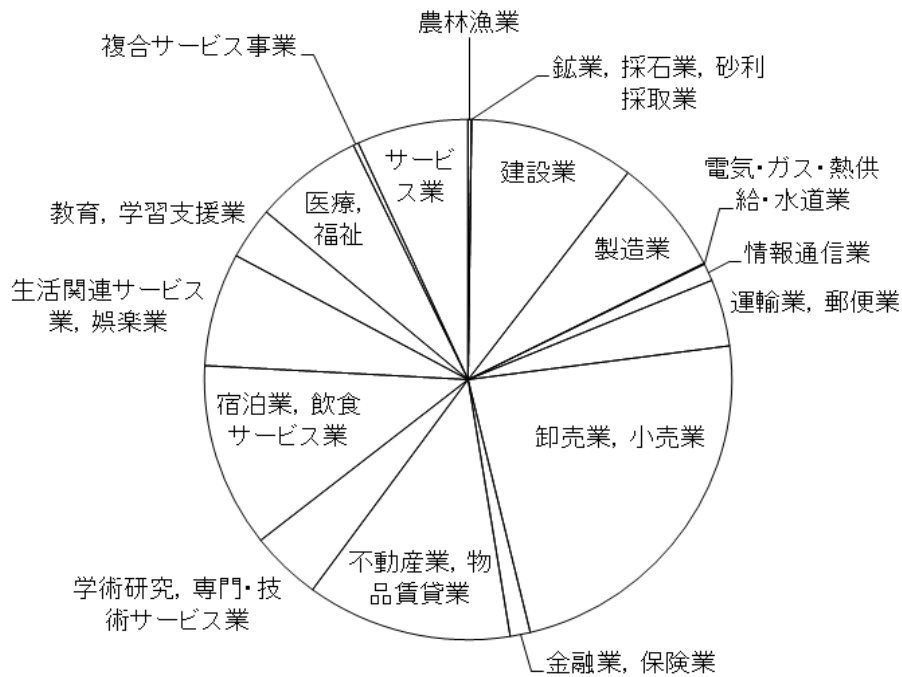 農林漁業
鉱業, 採石業, 砂利
採取業
建設業
製造業
電気・ガス・熱供
給・水道業
情報通信業
運輸業, 郵便業
卸売業, 小売業
金融業, 保険業
不動産業, 物
品賃貸業
学術研究, 専門・技
術サービス業
宿泊業, 飲食
サービス業
生活関連サービス
業, 娯楽業
教育, 学習支援業
医療,
福祉
複合サービス事業
サービ
ス業